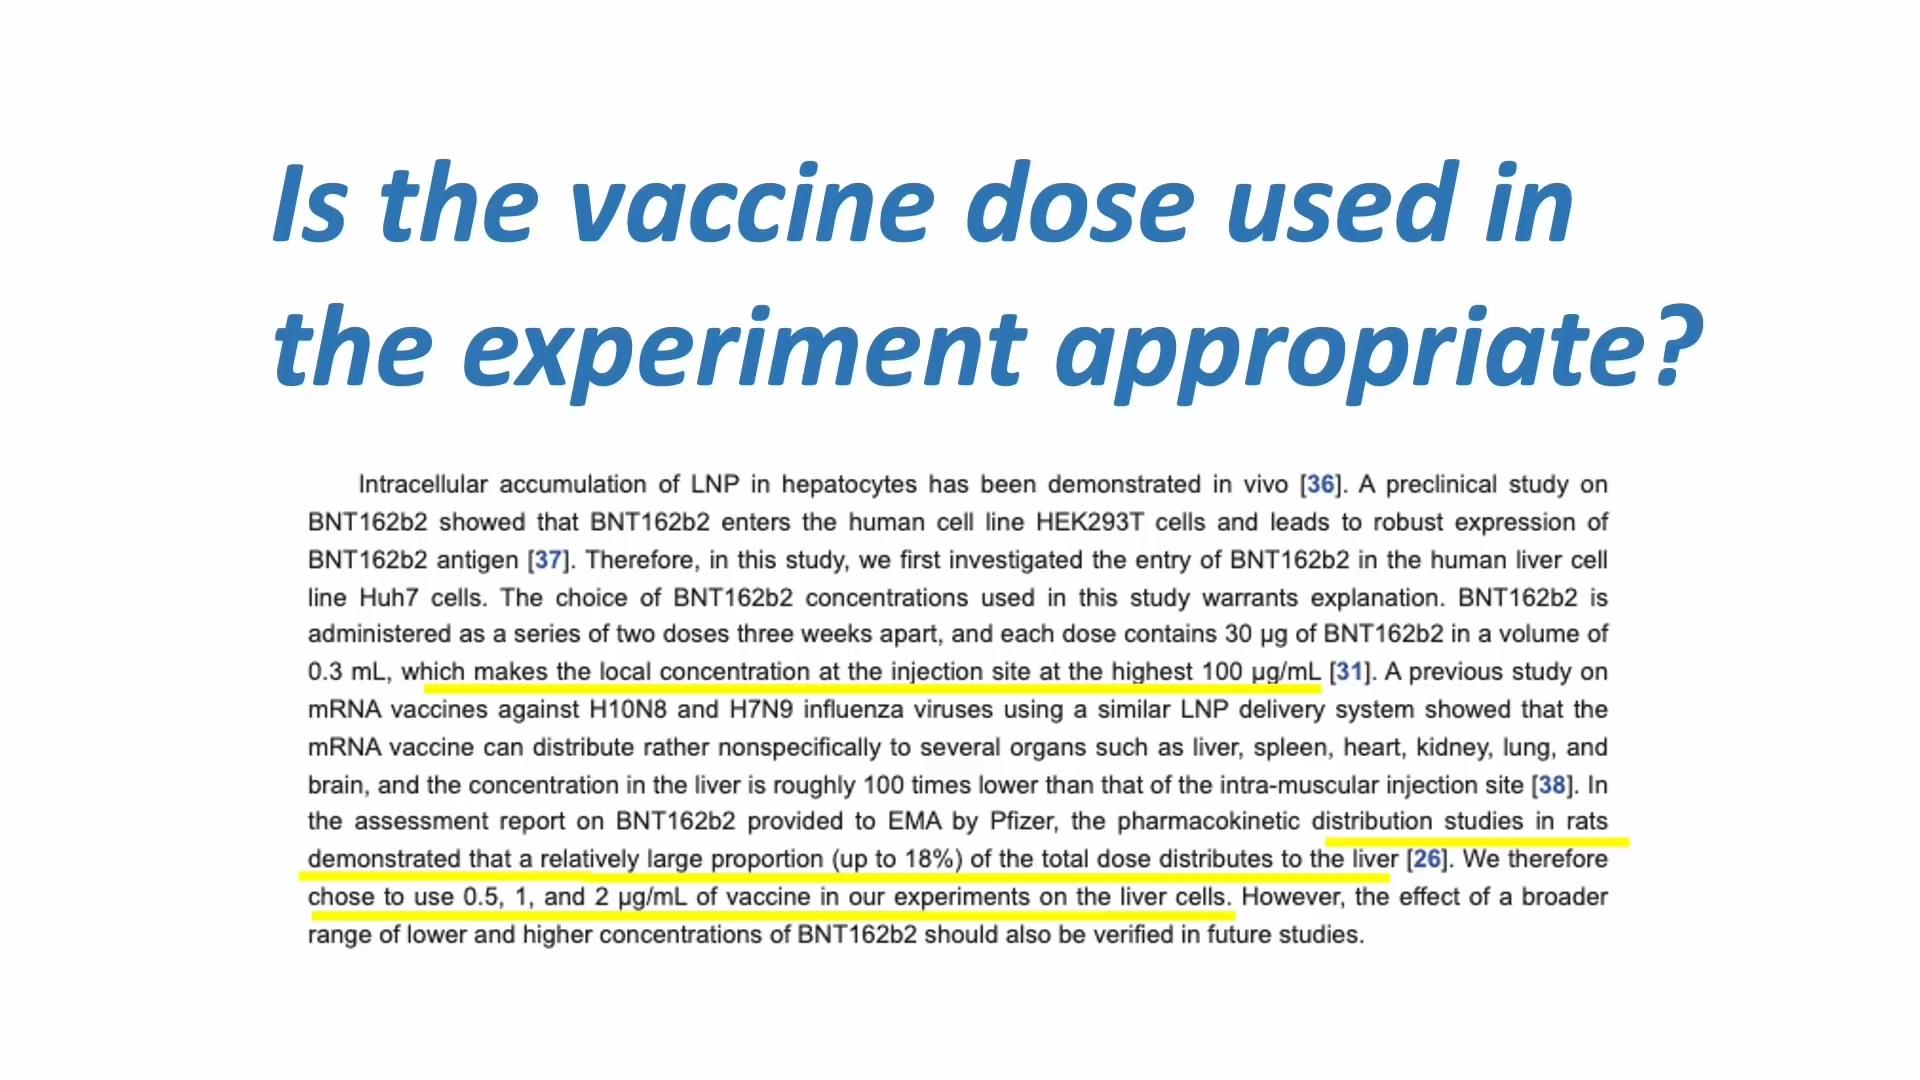 Is the vaccine dose used in
the experiment appropriate?
Intracellular accumulation of LNP in hepatocytes has been demonstrated in vivo [36]. A preclinical study on
BNT162b2 showed that BNT162b2 enters the human cell line HEK293T cells and leads to robust expression of
BNT162b2 antigen [37]. Therefore, in this study, we first investigated the entry of BNT162b2 in the human liver cell
line Huh7 cells. The choice of BNT162b2 concentrations used in this study warrants explanation. BNT162b2 is
administered as a series of two doses three weeks apart, and each dose contains 30 μg of BNT162b2 in a volume of
0.3 mL, which makes the local concentration at the injection site at the highest 100 μg/mL [31]. A previous study on
mRNA vaccines against H10N8 and H7N9 influenza viruses using a similar LNP delivery system showed that the
mRNA vaccine can distribute rather nonspecifically to several organs such as liver, spleen, heart, kidney, lung, and
brain, and the concentration in the liver is roughly 100 times lower than that of the intra-muscular injection site [38]. In
the assessment report on BNT162b2 provided to EMA by Pfizer, the pharmacokinetic distribution studies in rats
demonstrated that a relatively large proportion (up to 18%) of the total dose distributes to the liver [26]. We therefore
chose to use 0.5, 1, and 2 μg/mL of vaccine in our experiments on the liver cells. However, the effect of a broader
range of lower and higher concentrations of BNT162b2 should also be verified in future studies.